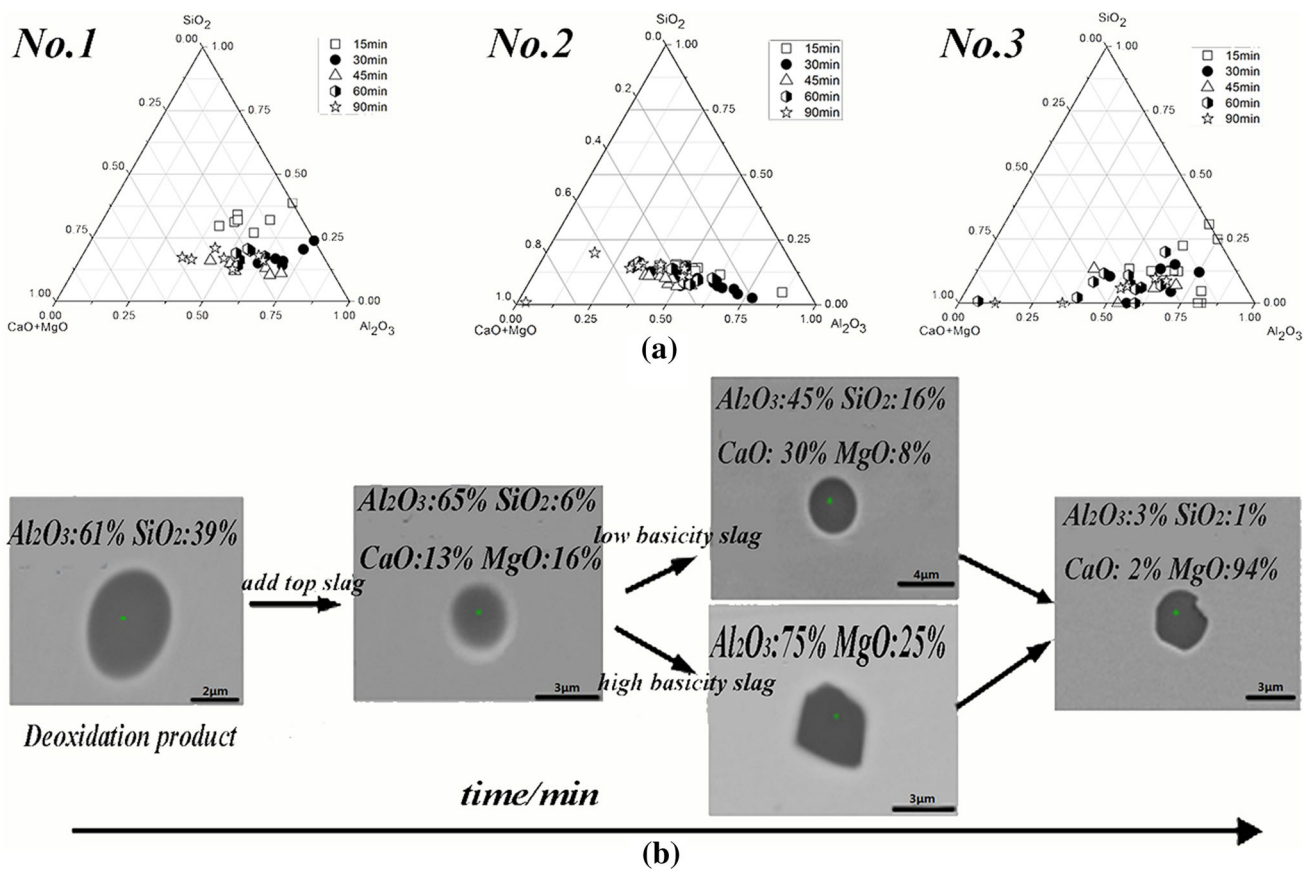 No.1
SiO2
0.00 1.00
0.25 0.75
0.50 0.50
0.75 0.25
1.00 0.00
0.00 0.25 0.50 0.75 1.00
CaO+MgO Al2O3
15min
30min
45min
60min
90min
No.2
SiO2
0.0 1.00
0.2 0.75
0.4 0.50
0.6
0.8 0.25
1.0 0.00
0.00 0.25 0.50 0.75 1.00
CaO+MgO Al2O3
15min
30min
45min
60min
90min
No.3
SiO2
0.00 1.00
0.25 0.75
0.50 0.50
0.75 0.25
1.00 0.00
0.00 0.25 0.50 0.75 1.00
CaO+MgO Al2O3
15min
30min
45min
60min
90min
(a)
Al2O3:61% SiO2:39%
2μm
Deoxidation product
add top slag
Al2O3:65% SiO2:6%
CaO:13% MgO:16%
3μm
low basicity slag
high basicity slag
Al2O3:45% SiO2:16%
CaO: 30% MgO:8%
4μm
Al2O3:75% MgO:25%
3μm
Al2O3:3% SiO2:1%
CaO: 2% MgO:94%
3μm
time/min
(b)